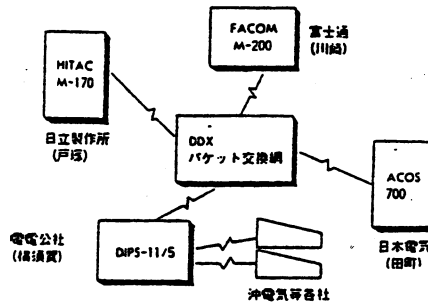 FACOM
M-200
富士通
(川崎)
HITAC
M-170
日立製作所
(戸塚)
DDX
パケット交換網
ACOS
700
日本電気
(田町)
電電公社
(横須賀)
DIPS-11/5
沖電気等各社